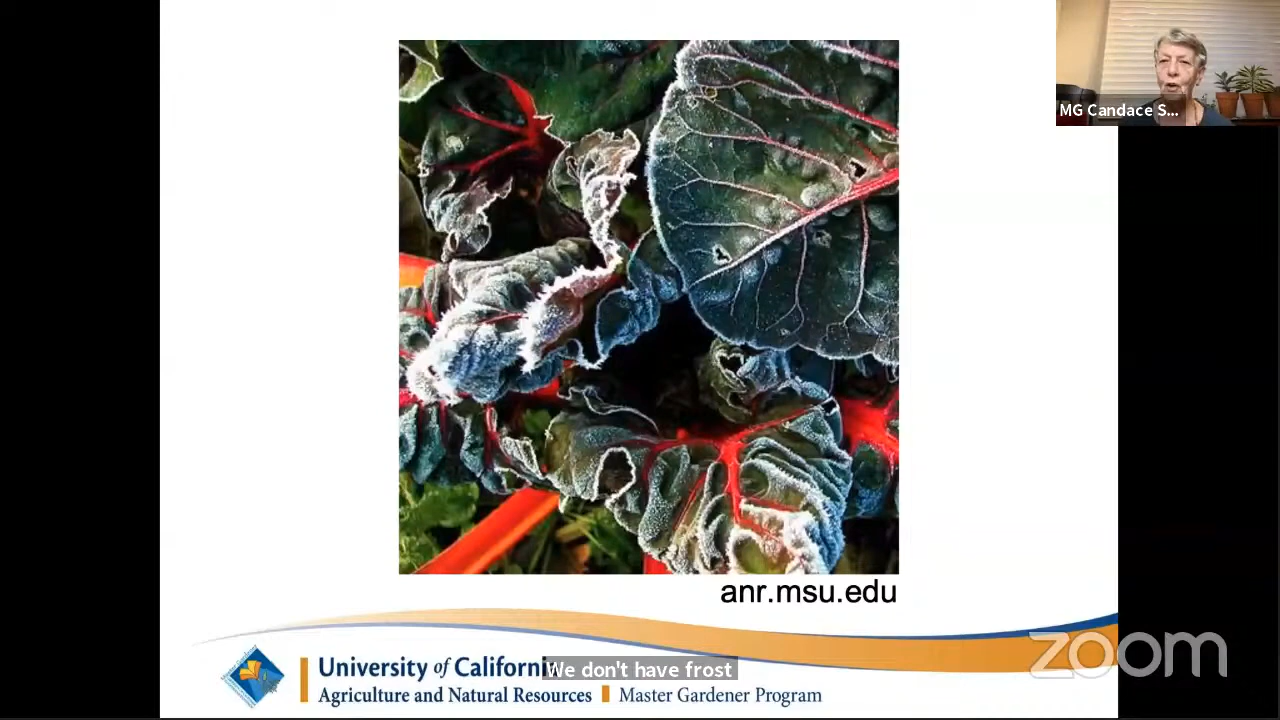 MG Candace S...
anr.msu.edu
University of California
We don't have frost
Agriculture and Natural Resources Master Gardener Program
zoom